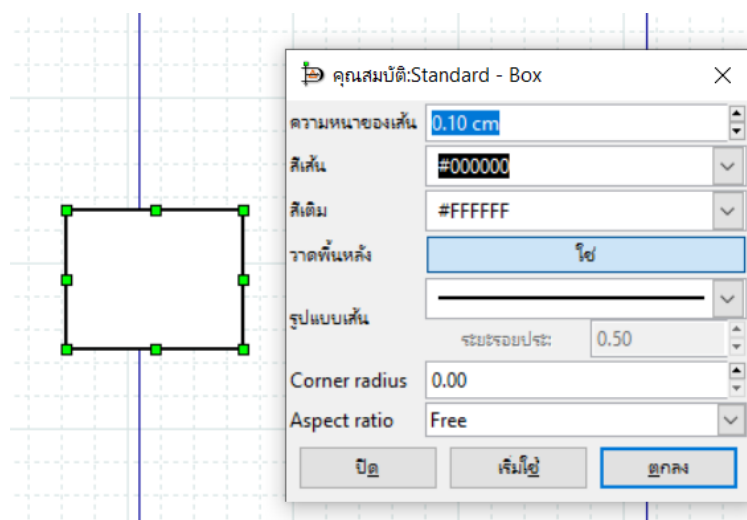 คุณสมบัติ:Standard - Box
ความหนาของเส้น 0.10 cm
สีเส้น #000000
สีเติม #FFFFFF
วาดพื้นหลัง ใช่
รูปแบบเส้น
ระยะรอยประ: 0.50
Corner radius 0.00
Aspect ratio Free
ปิด เริ่มใช้ ตกลง